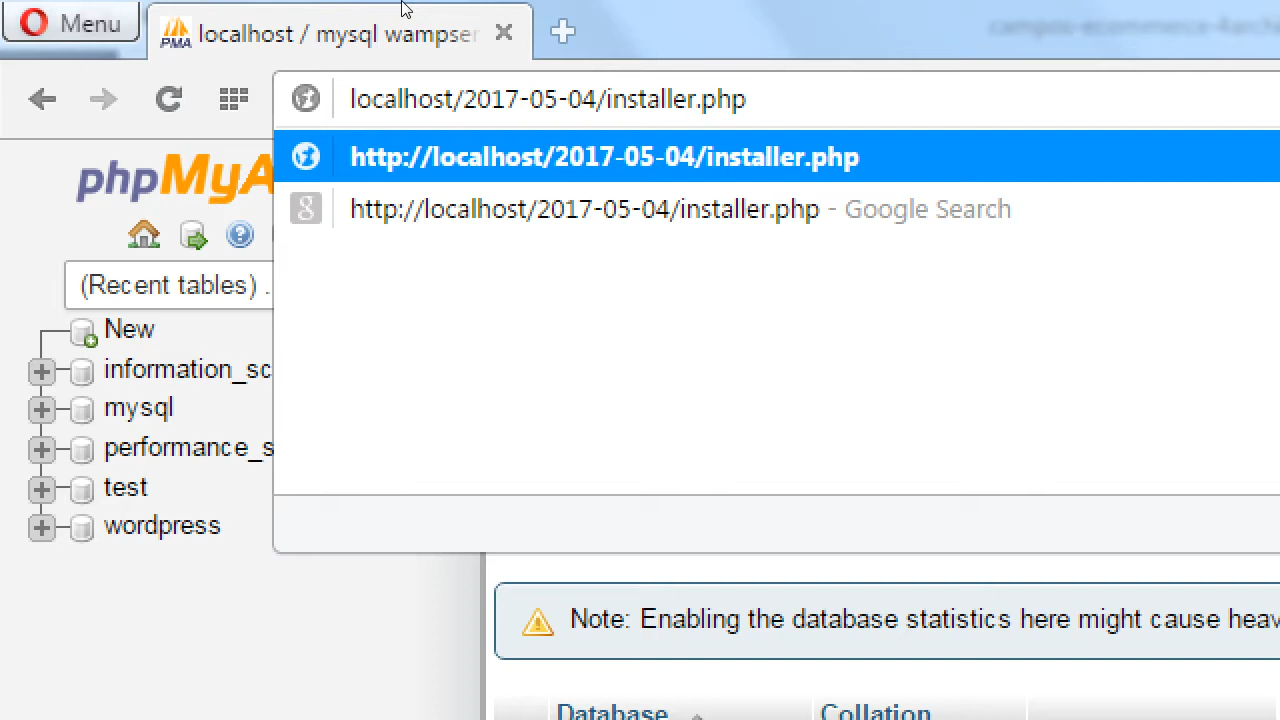 Menu
localhost / mysql wampser
localhost/2017-05-04/installer.php
http://localhost/2017-05-04/installer.php
http://localhost/2017-05-04/installer.php - Google Search
phpMyA
(Recent tables) .
New
information_sc
mysql
performance_s
test
wordpress
Note: Enabling the database statistics here might cause heav
Database
Collation
PMA